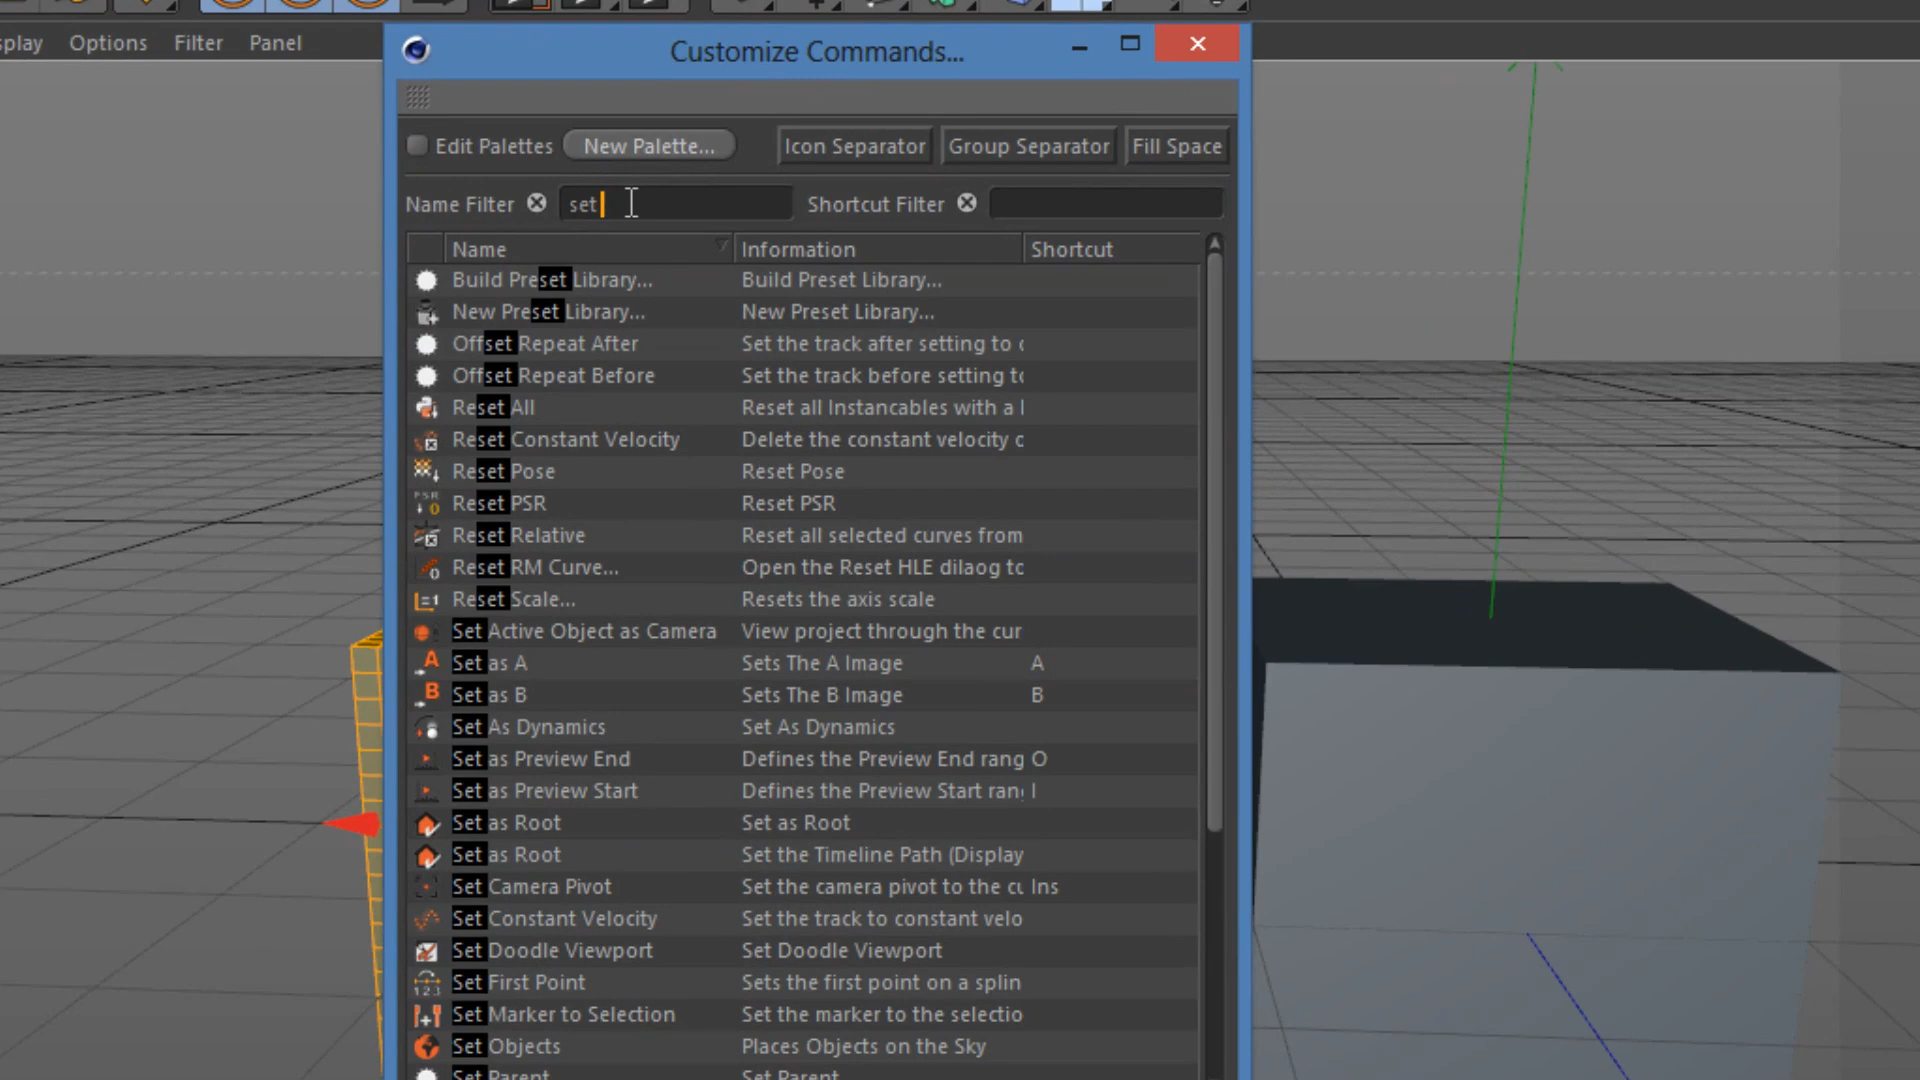 splay Options Filter Panel
Customize Commands...
Edit Palettes New Palette... Icon Separator Group Separator Fill Space
Name Filter set Shortcut Filter
Name Information Shortcut
Build Preset Library... Build Preset Library...
New Preset Library... New Preset Library...
Offset Repeat After Set the track after setting to c
Offset Repeat Before Set the track before setting to
Reset All Reset all Instancables with a l
Reset Constant Velocity Delete the constant velocity c
Reset Pose Reset Pose
PSR 0 Reset PSR Reset PSR
Reset Relative Reset all selected curves from
Reset RM Curve... Open the Reset HLE dilaog to
Reset Scale... Resets the axis scale
Set Active Object as Camera View project through the cur
A Set as A Sets The A Image A
B Set as B Sets The B Image B
Set As Dynamics Set As Dynamics
Set as Preview End Defines the Preview End rang O
Set as Preview Start Defines the Preview Start ran I
Set as Root Set as Root
Set as Root Set the Timeline Path (Display
Set Camera Pivot Set the camera pivot to the cu Ins
Set Constant Velocity Set the track to constant velo
Set Doodle Viewport Set Doodle Viewport
123 Set First Point Sets the first point on a splin
Set Marker to Selection Set the marker to the selectio
Set Objects Places Objects on the Sky
Set Parent Set Parent